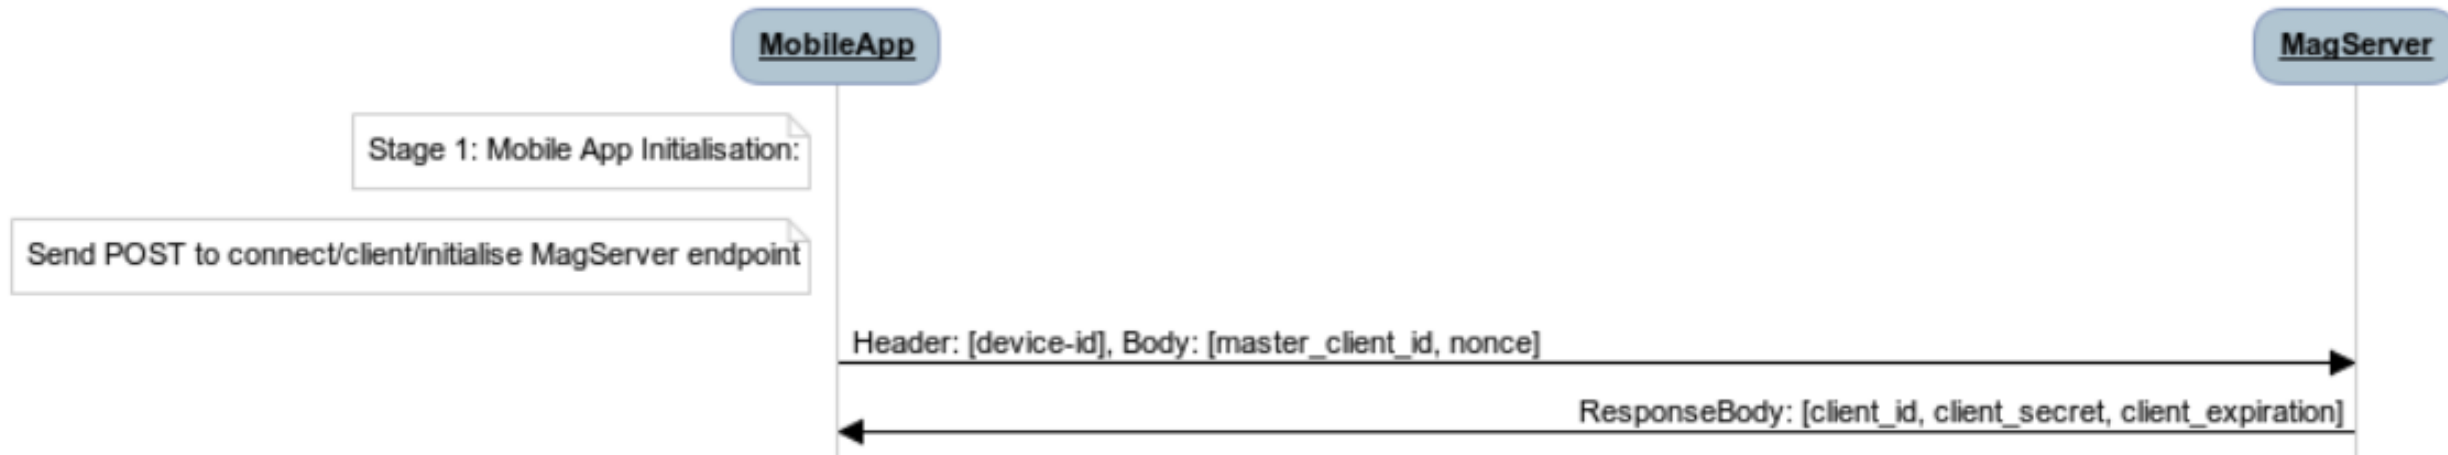 MobileApp
MagServer
Stage 1: Mobile App Initialisation:
Send POST to connect/client/initialise MagServer endpoint
Header: [device-id], Body: [master_client_id, nonce]
ResponseBody: [client_id, client_secret, client_expiration]